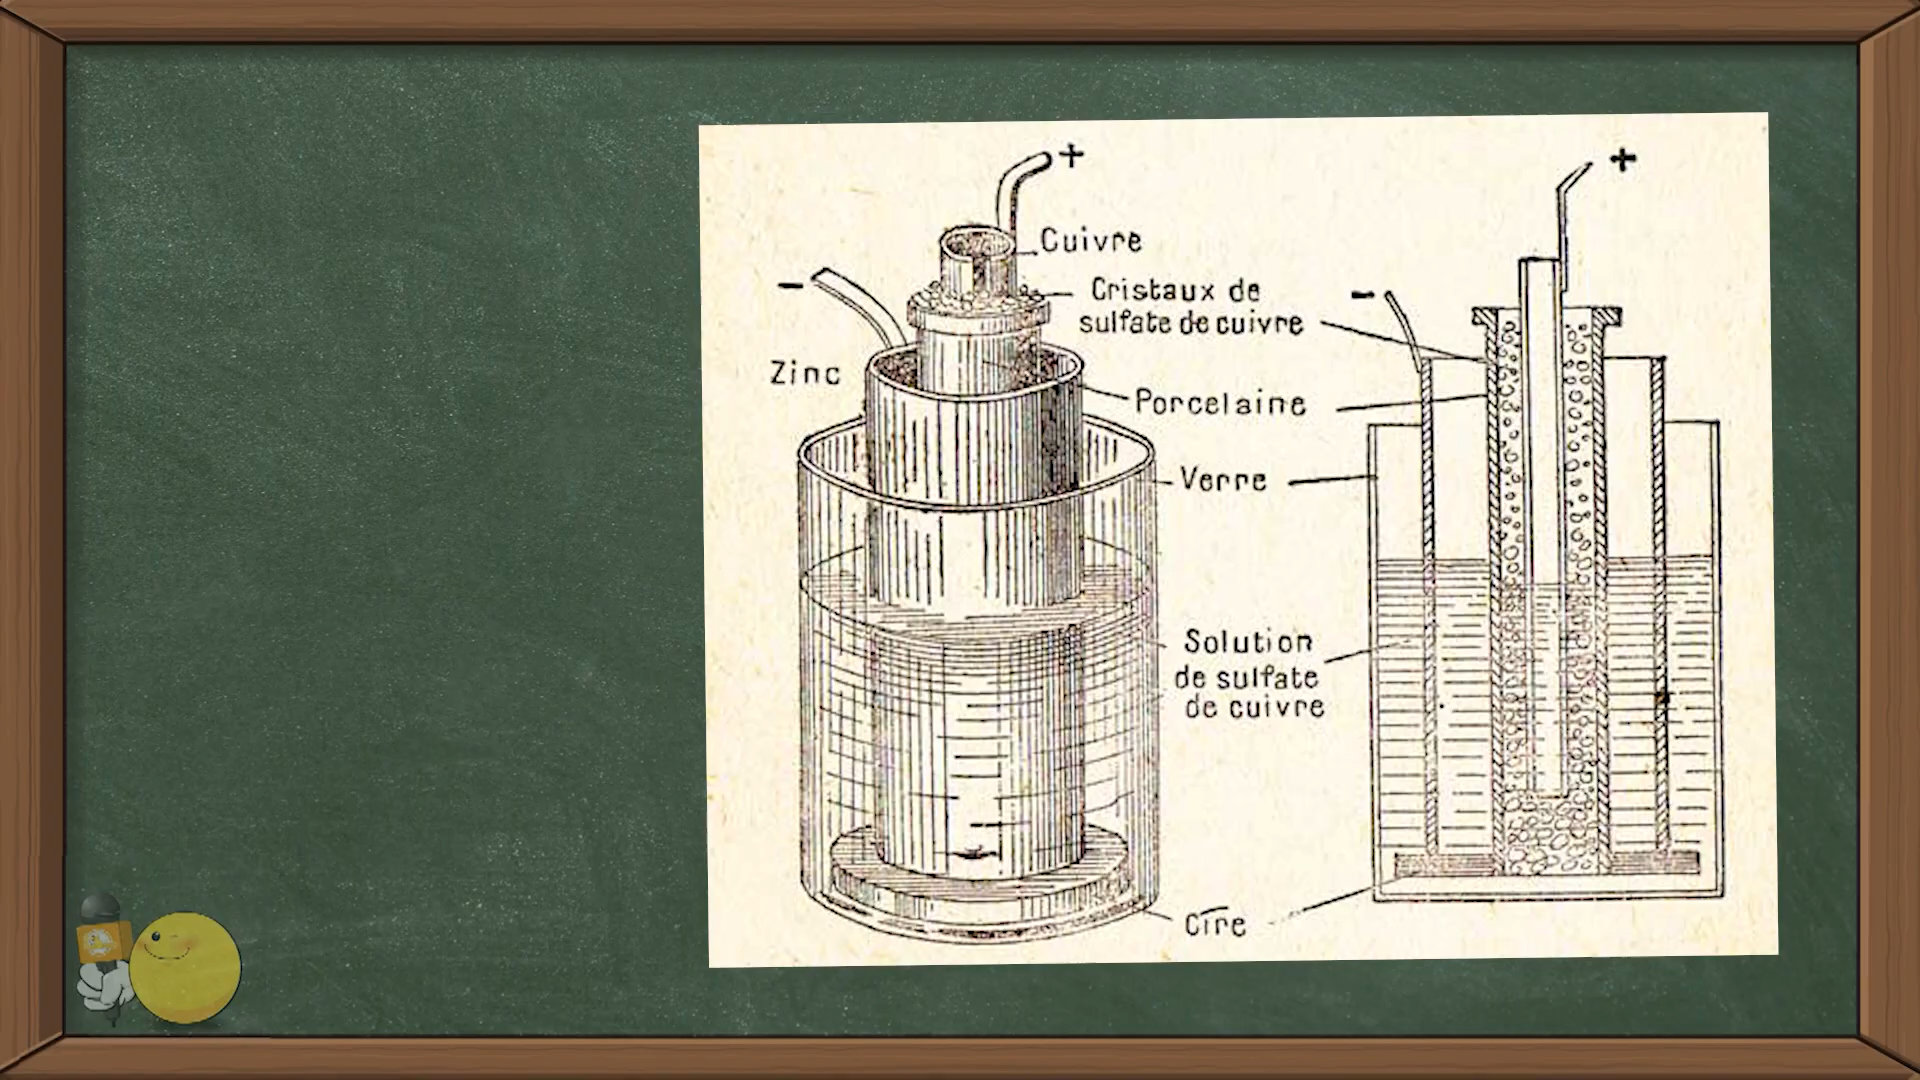 +
Cuivre
-
Cristaux de
sulfate de cuivre
Zinc
Porcelaine
Verre
Solution
de sulfate
de cuivre
Cire
+
-